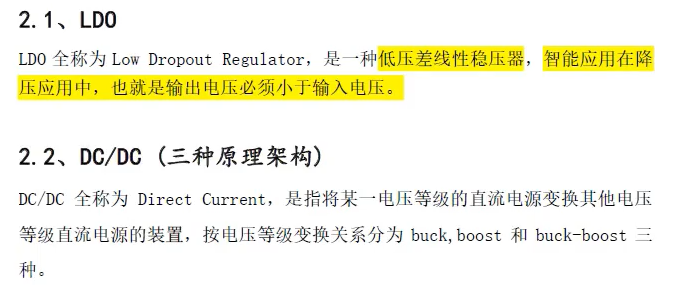 2.1、LDO
LDO 全称为 Low Dropout Regulator，是一种低压差线性稳压器，智能应用在降
压应用中，也就是输出电压必须小于输入电压。
2.2、DC/DC (三种原理架构)
DC/DC 全称为 Direct Current，是指将某一电压等级的直流电源变换其他电压
等级直流电源的装置，按电压等级变换关系分为 buck,boost 和 buck-boost 三
种。